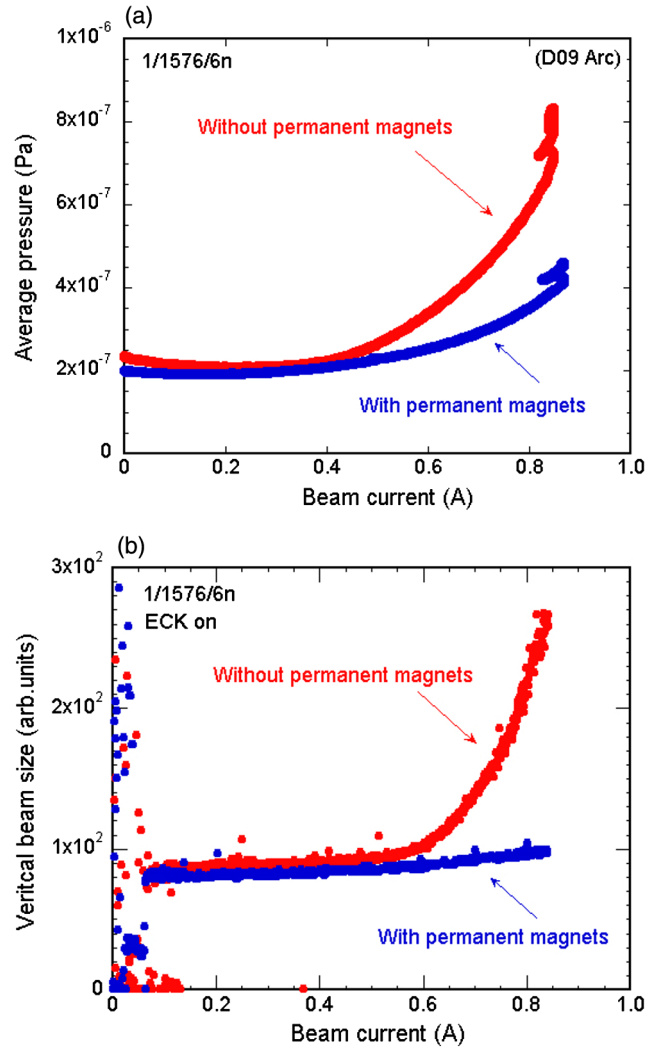 (a)
1x10⁻⁶
1/1576/6n (D09 Arc)
8x10⁻⁷
Without permanent magnets
6x10⁻⁷
Average pressure (Pa)
4x10⁻⁷
2x10⁻⁷
With permanent magnets
0
0 0.2 0.4 0.6 0.8 1.0
Beam current (A)
(b)
3x10²
1/1576/6n
ECK on
Without permanent magnets
2x10²
Veritcal beam size (arb.units)
1x10²
With permanent magnets
0
0 0.2 0.4 0.6 0.8 1.0
Beam current (A)